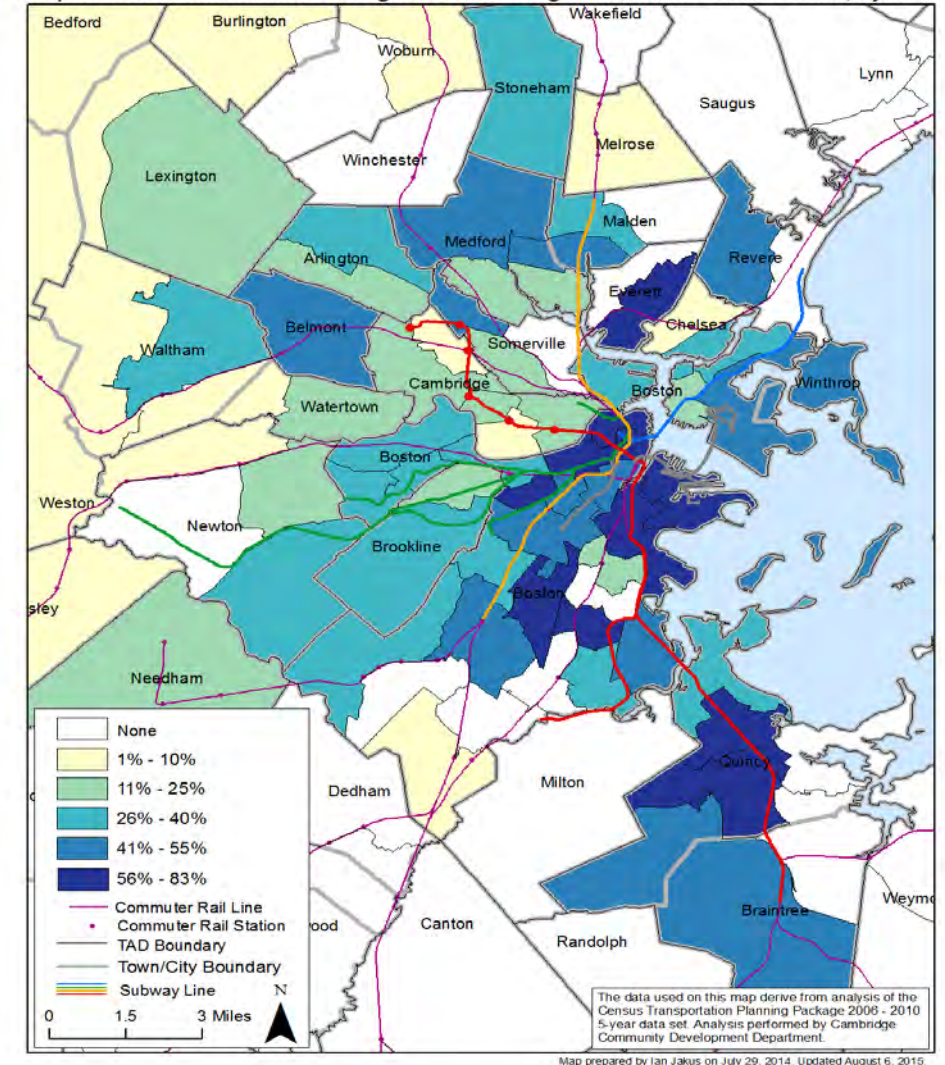 Bedford
Burlington
Wakefield
Woburn
Lynn
Stoneham
Saugus
Melrose
Winchester
Lexington
Malden
Medford
Arlington
Revere
Everett
Chelsea
Belmont
Somerville
Waltham
Cambridge
Boston
Winthrop
Watertown
Boston
Weston
Newton
Brookline
Boston
sley
Needham
Quincy
Milton
Dedham
Braintree
Weymo
ood
Canton
Randolph
None
1% - 10%
11% - 25%
26% - 40%
41% - 55%
56% - 83%
Commuter Rail Line
Commuter Rail Station
TAD Boundary
Town/City Boundary
Subway Line
N
0 1.5 3 Miles
The data used on this map derive from analysis of the
Census Transportation Planning Package 2006 - 2010
5-year data set. Analysis performed by Cambridge
Community Development Department.
Map prepared by Ian Jakus on July 29, 2014. Updated August 6, 2015.